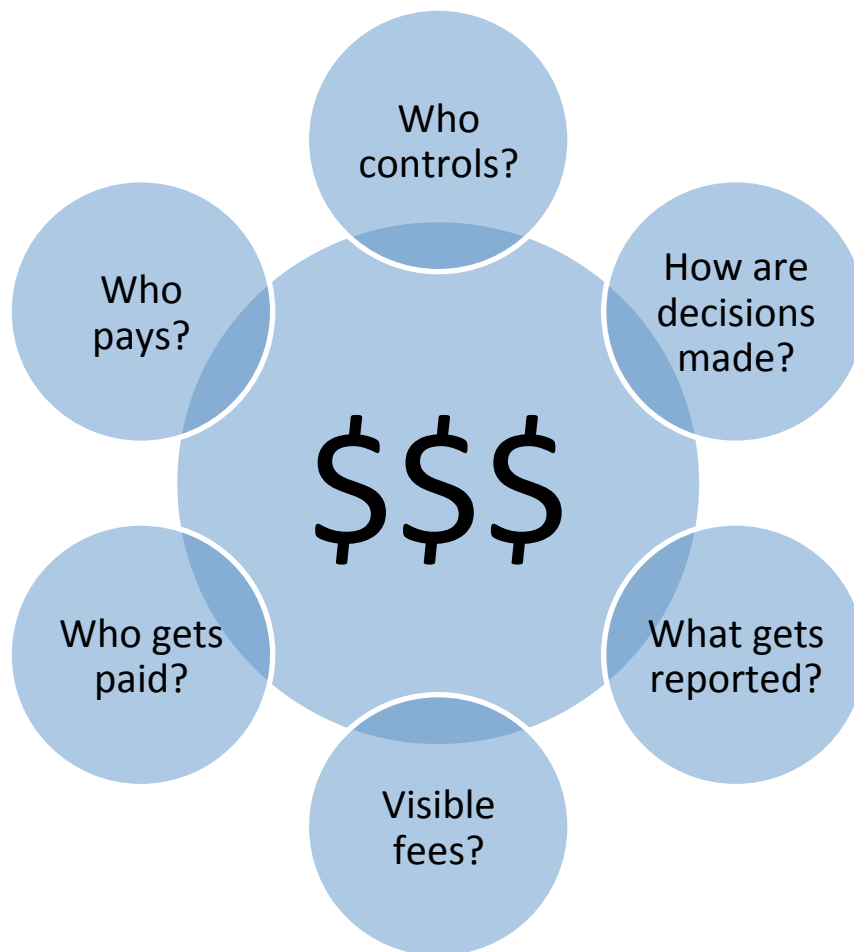 Who
controls?
How are
decisions
made?
What gets
reported?
Visible
fees?
Who gets
paid?
Who
pays?
$$$